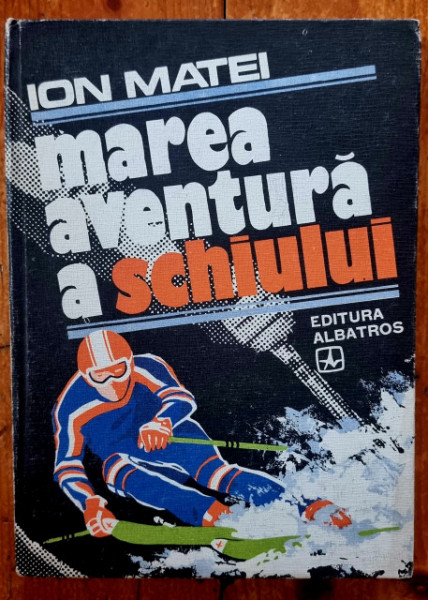 ION MATEI
marea
aventură
a schiului
EDITURA
ALBATROS